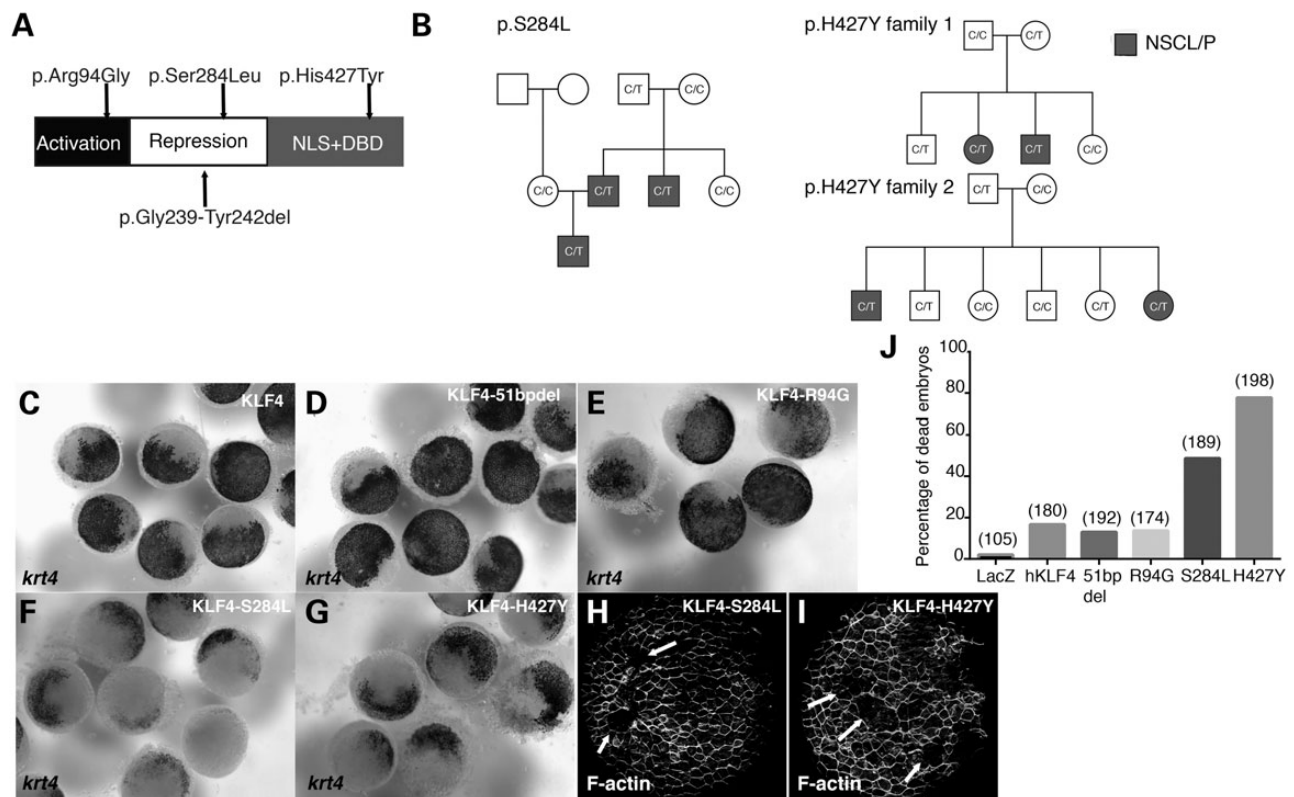 A
p.Arg94Gly
p.Ser284Leu
p.His427Tyr
Activation
Repression
NLS+DBD
p.Gly239-Tyr242del
B
p.S284L
C/T
C/C
C/C
C/T
C/T
C/C
C/T
p.H427Y family 1
C/C
C/T
NSCL/P
C/T
C/T
C/T
C/C
p.H427Y family 2
C/T
C/C
C/T
C/T
C/C
C/C
C/T
C/T
C
KLF4
krt4
D
KLF4-51bpdel
E
KLF4-R94G
krt4
F
KLF4-S284L
krt4
G
KLF4-H427Y
krt4
H
KLF4-S284L
F-actin
I
KLF4-H427Y
F-actin
J
Percentage of dead embryos
100
80
60
40
20
0
(105)
(180)
(192)
(174)
(189)
(198)
LacZ
hKLF4
51bp
del
R94G
S284L
H427Y